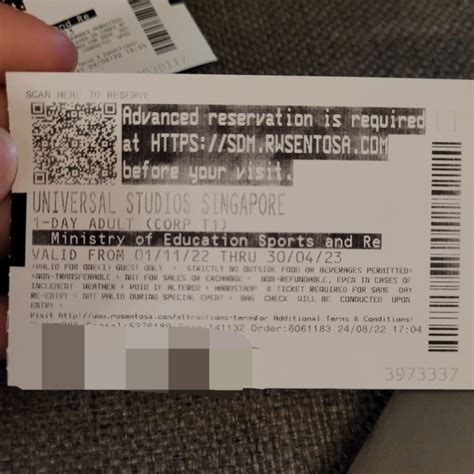 SCAN HERE TO RESERVE
Advanced reservation is required
at HTTPS://SDM.RWSENTOSA.COM
before your visit.
UNIVERSAL STUDIOS SINGAPORE
1-DAY ADULT (CORP T1)
Ministry of Education Sports and Re
VALID FROM 01/11/22 THRU 30/04/23
•VALID FOR ONE(1) GUEST ONLY • STRICTLY NO OUTSIDE FOOD OR BEVERAGES PERMITTED•
NON-TRANSFERRABLE • NOT FOR SALES OR EXCHANGE • NON-REFUNDABLE, EVEN IN CASES OF
INCLEMENT WEATHER • VOID IF ALTERED • HANDSTAMP & TICKET REQUIRED FOR SAME DAY
RE-ENTRY • NOT VALID DURING SPECIAL EVENT • BAG CHECK WILL BE CONDUCTED UPON
ENTRY.
Visit http://www.rwsentosa.com/attractions-terms for Additional Terms & Conditions
141132 Order:6061183 24/08/22 17:04
3973337